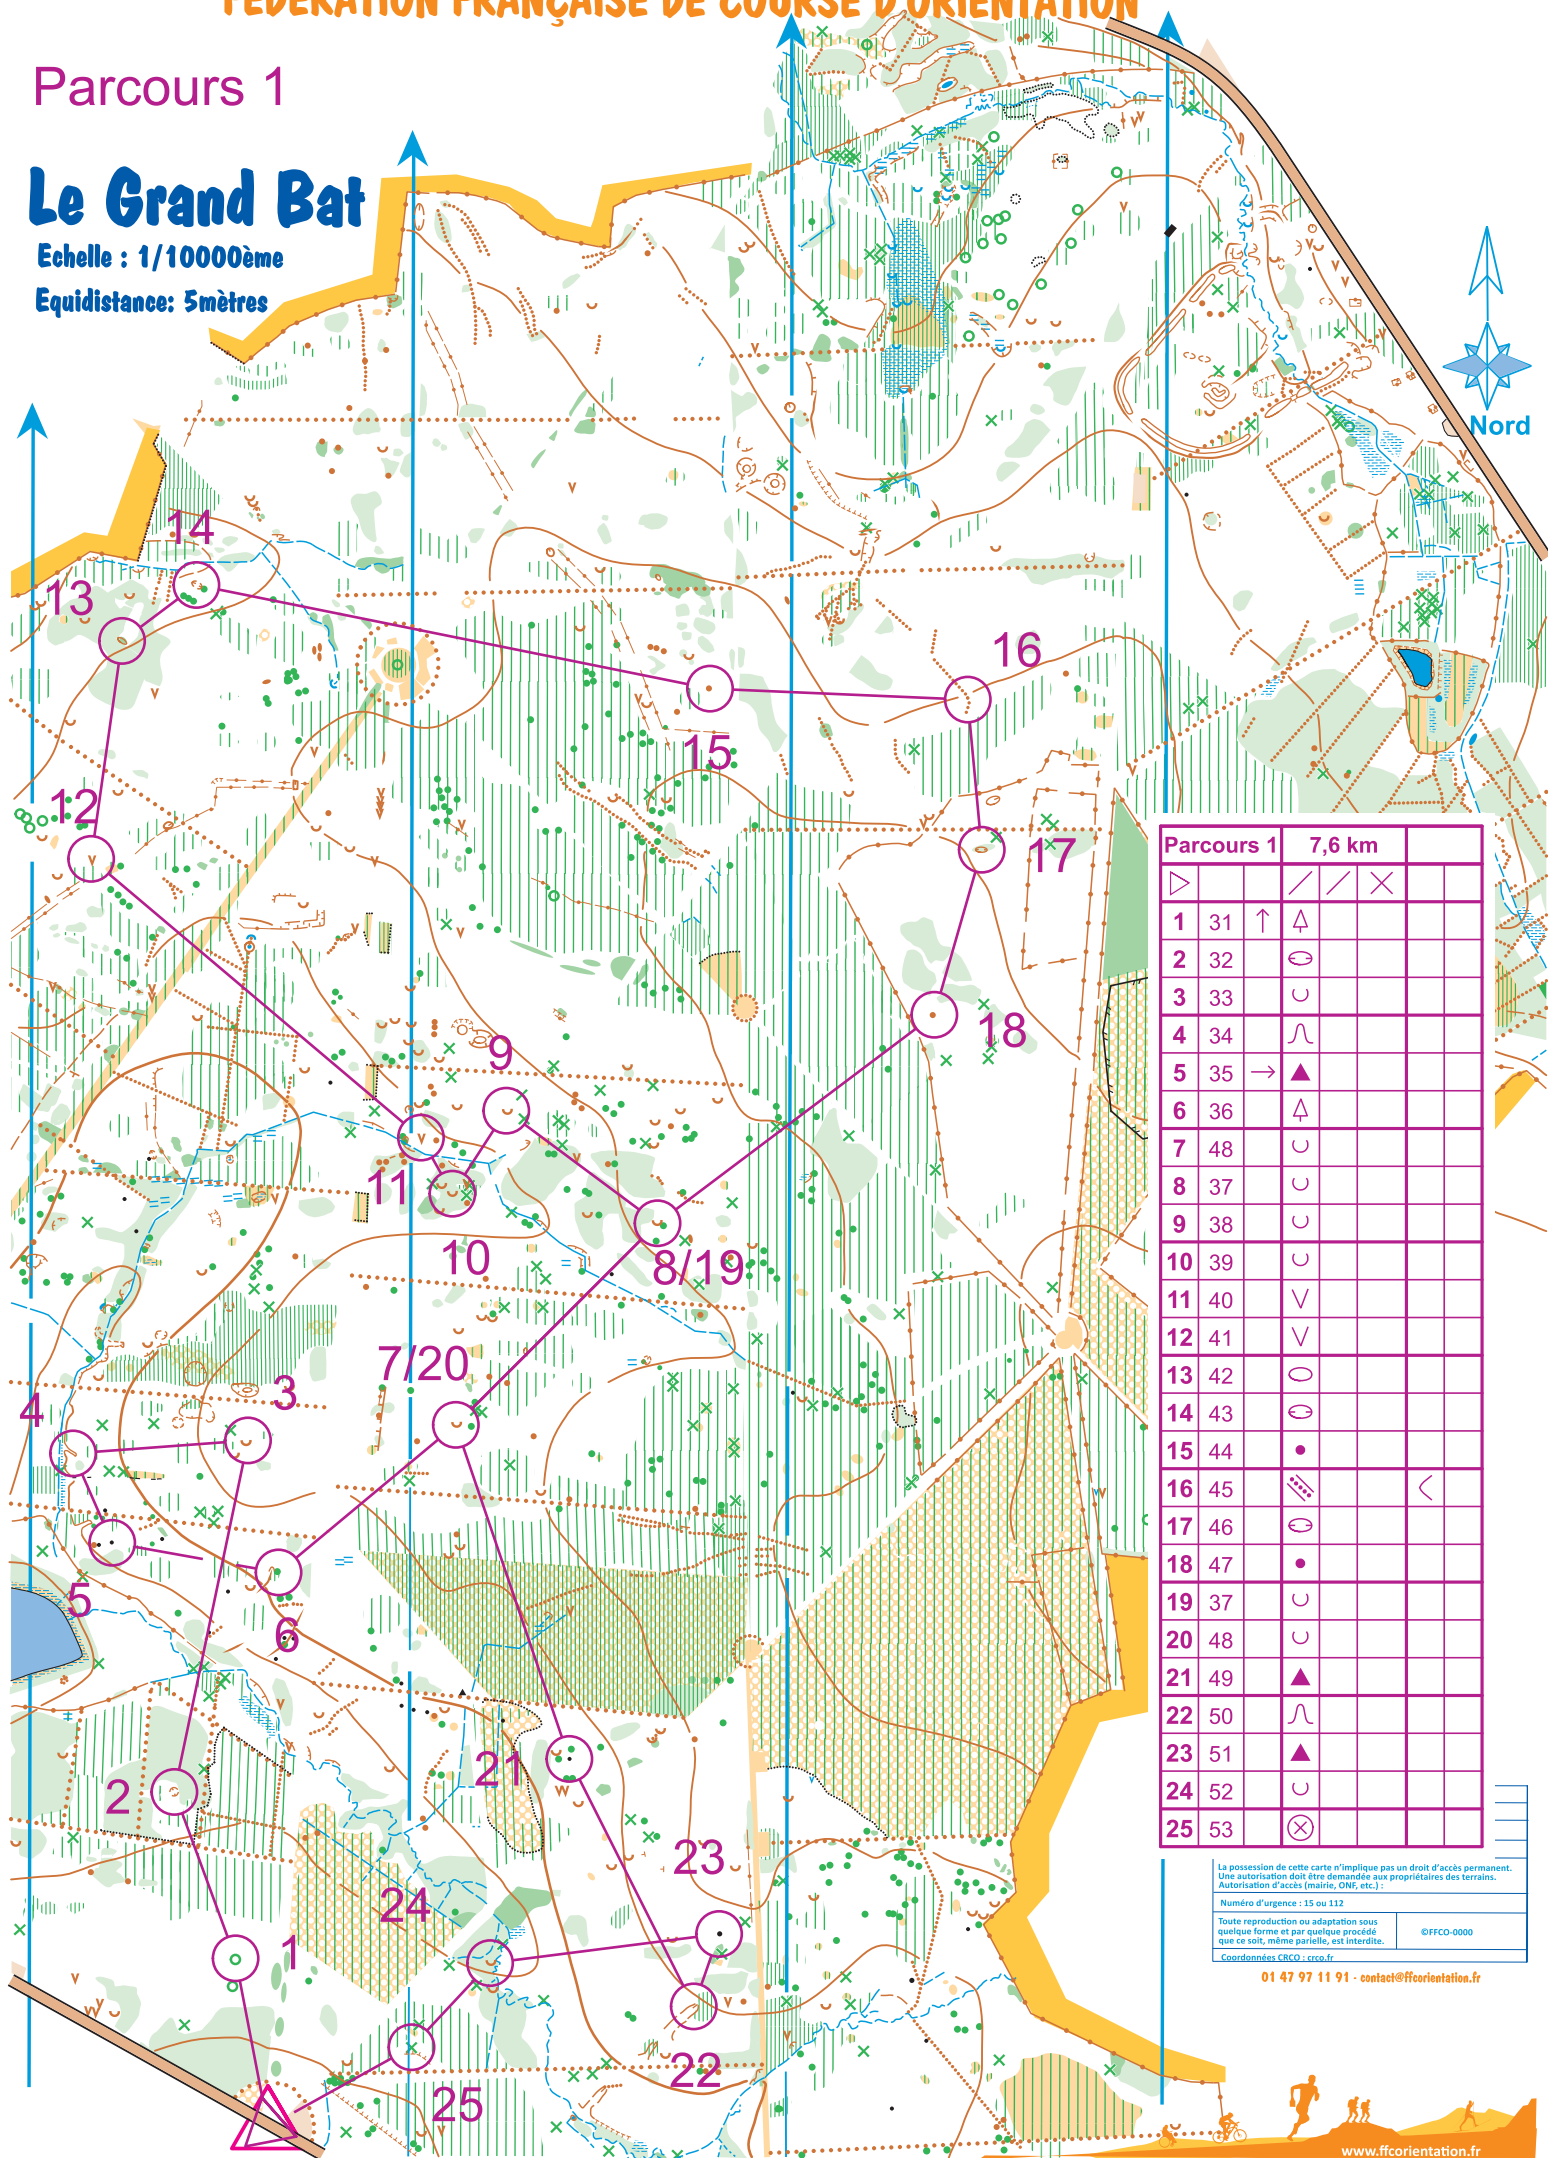 FEDERATION FRANÇAISE DE COURSE D'ORIENTATION
Parcours 1
Le Grand Bat
Echelle : 1/10000ème
Equidistance: 5mètres
Nord
14
13
16
15
12
17
18
9
11
10
8/19
7/20
3
4
5
6
2
21
23
24
1
22
25
Parcours 1 7,6 km
1 31
2 32
3 33
4 34
5 35
6 36
7 48
8 37
9 38
10 39
11 40
12 41
13 42
14 43
15 44
16 45
17 46
18 47
19 37
20 48
21 49
22 50
23 51
24 52
25 53
La possession de cette carte n'implique pas un droit d'accès permanent.
Une autorisation doit être demandée aux propriétaires des terrains.
Autorisation d'accès (mairie, ONF, etc.) :
Numéro d'urgence : 15 ou 112
Toute reproduction ou adaptation sous
quelque forme et par quelque procédé
que ce soit, même parielle, est interdite.
©FFCO-0000
Coordonnées CRCO : crco.fr
01 47 97 11 91 - contact@ffcorientation.fr
www.ffcorientation.fr